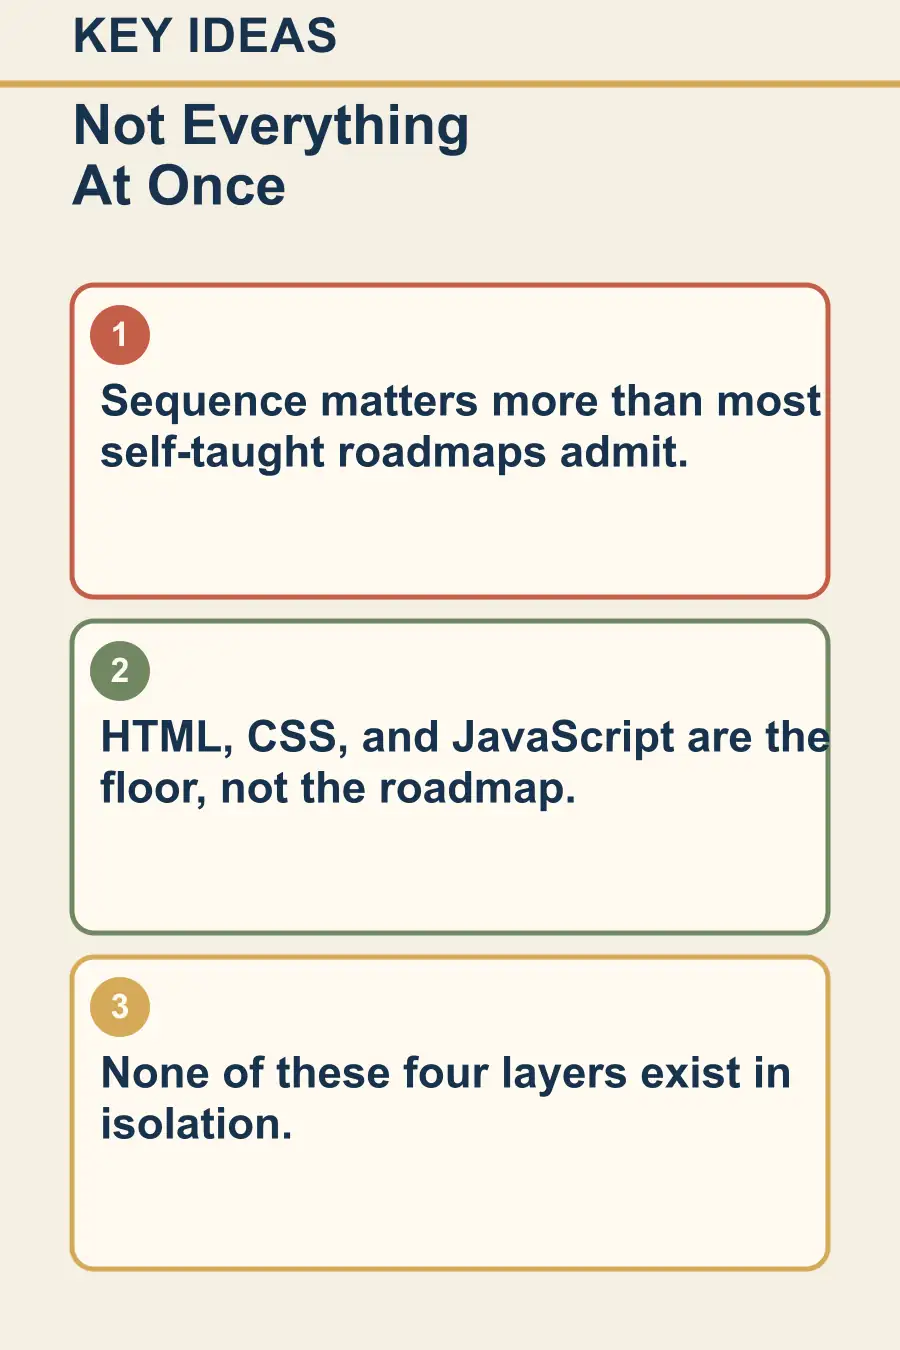 KEY IDEAS
Not Everything
At Once
1
Sequence matters more than most
self-taught roadmaps admit.
2
HTML, CSS, and JavaScript are the
floor, not the roadmap.
3
None of these four layers exist in
isolation.